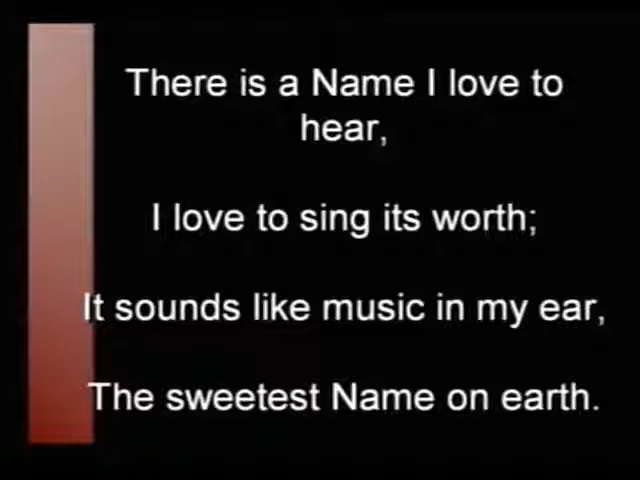 There is a Name I love to
hear,
I love to sing its worth;
It sounds like music in my ear,
The sweetest Name on earth.